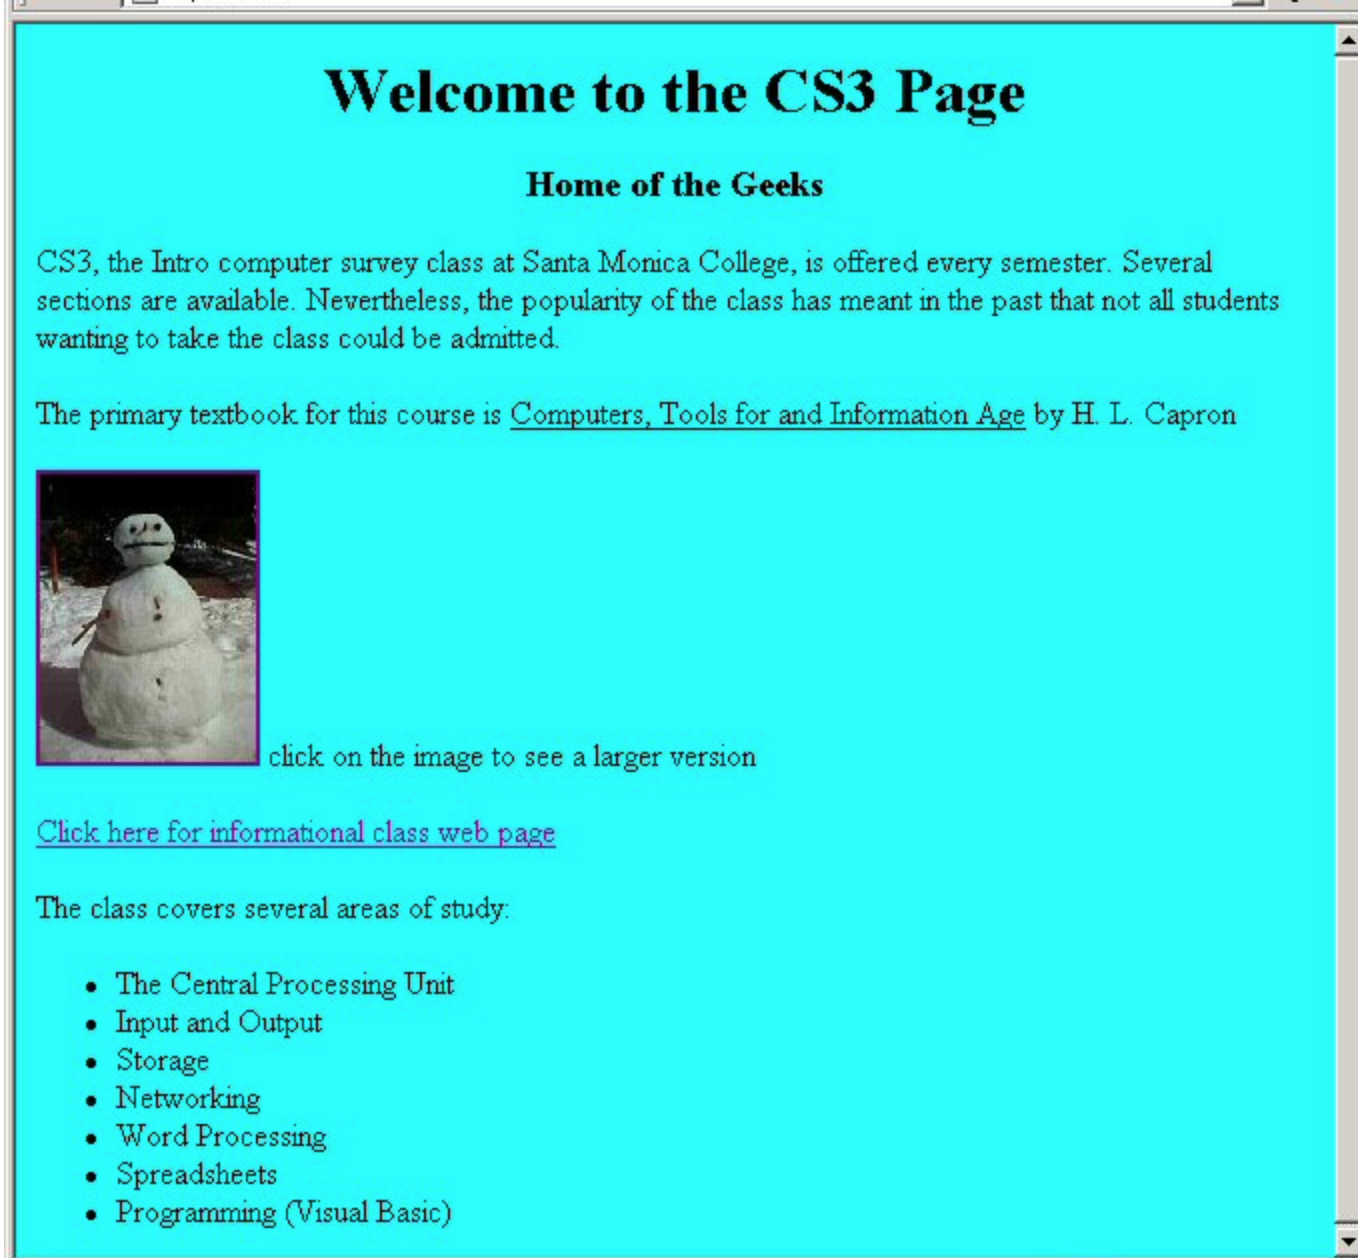 Welcome to the CS3 Page
Home of the Geeks
CS3, the Intro computer survey class at Santa Monica College, is offered every semester. Several
sections are available. Nevertheless, the popularity of the class has meant in the past that not all students
wanting to take the class could be admitted.
The primary textbook for this course is Computers, Tools for and Information Age by H. L. Capron
click on the image to see a larger version
Click here for informational class web page
The class covers several areas of study:
• The Central Processing Unit
• Input and Output
• Storage
• Networking
• Word Processing
• Spreadsheets
• Programming (Visual Basic)